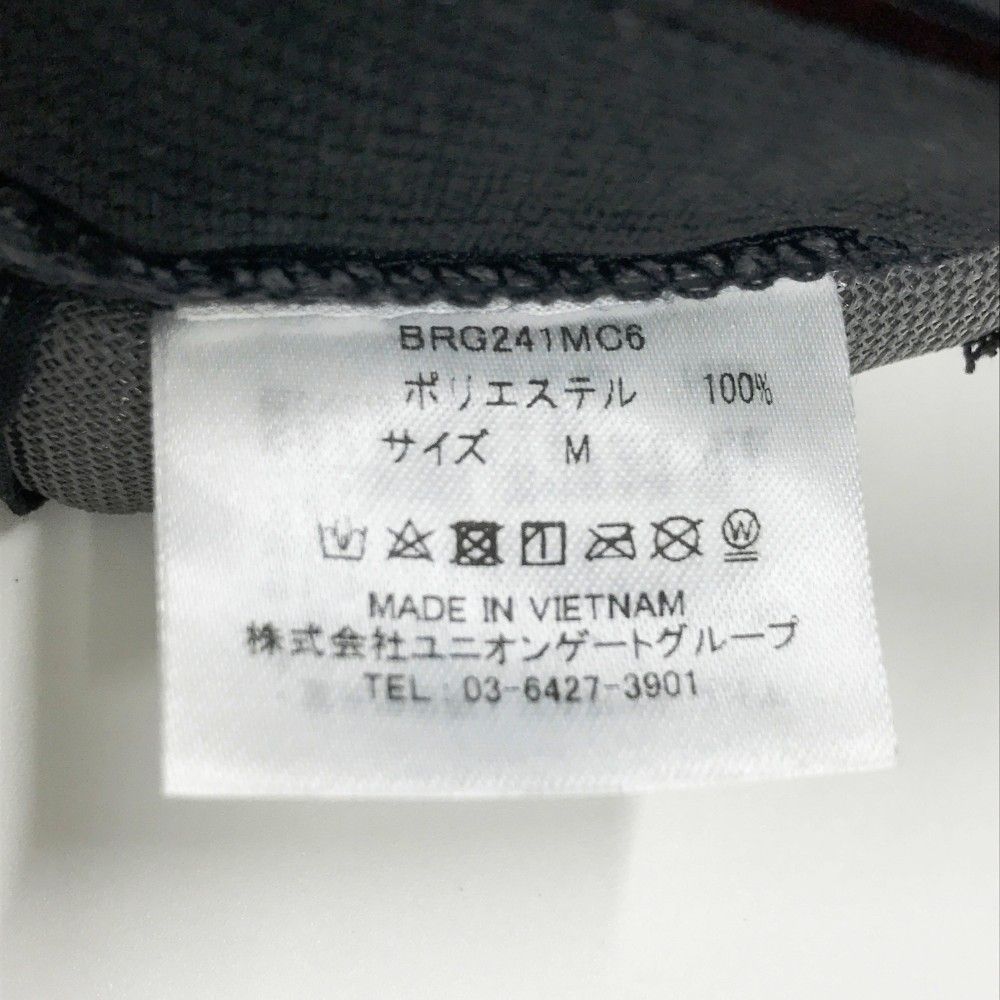 BRG241MC6
ポリエステル 100%
サイズ M
W
MADE IN VIETNAM
株式会社ユニオンゲートグループ
TEL 03-6427-3901